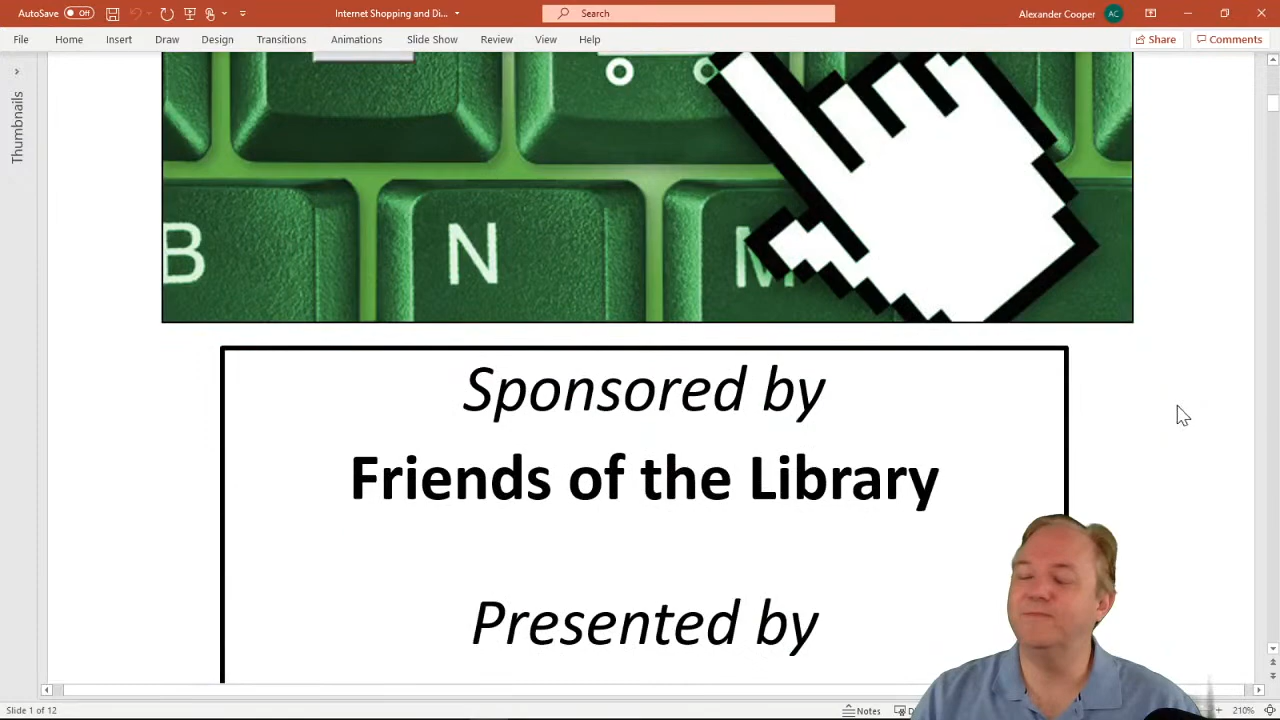 AutoSave Off Internet Shopping and Di... Search Alexander Cooper AC
File Home Insert Draw Design Transitions Animations Slide Show Review View Help Share Comments
Thumbnails
B N M
Sponsored by
Friends of the Library
Presented by
Slide 1 of 12 Notes 210%